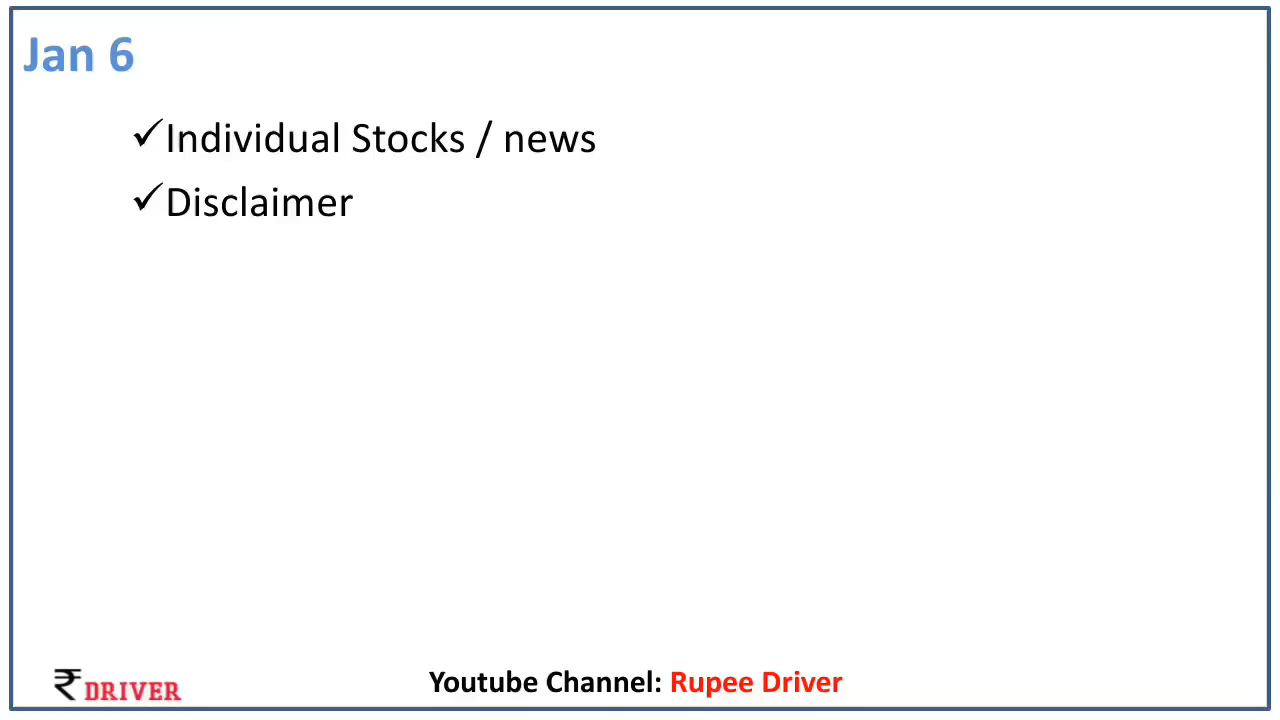 Jan 6
✓Individual Stocks / news
✓Disclaimer
₹ DRIVER
Youtube Channel: Rupee Driver